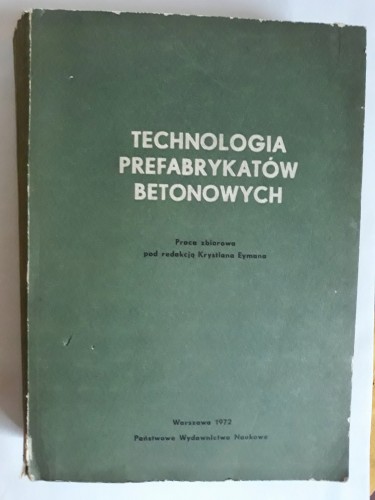 TECHNOLOGIA
PREFABRYKATÓW
BETONOWYCH
Praca zbiorowa
pod redakcją Krystiana Eymana
Warszawa 1972
Państwowe Wydawnictwo Naukowe